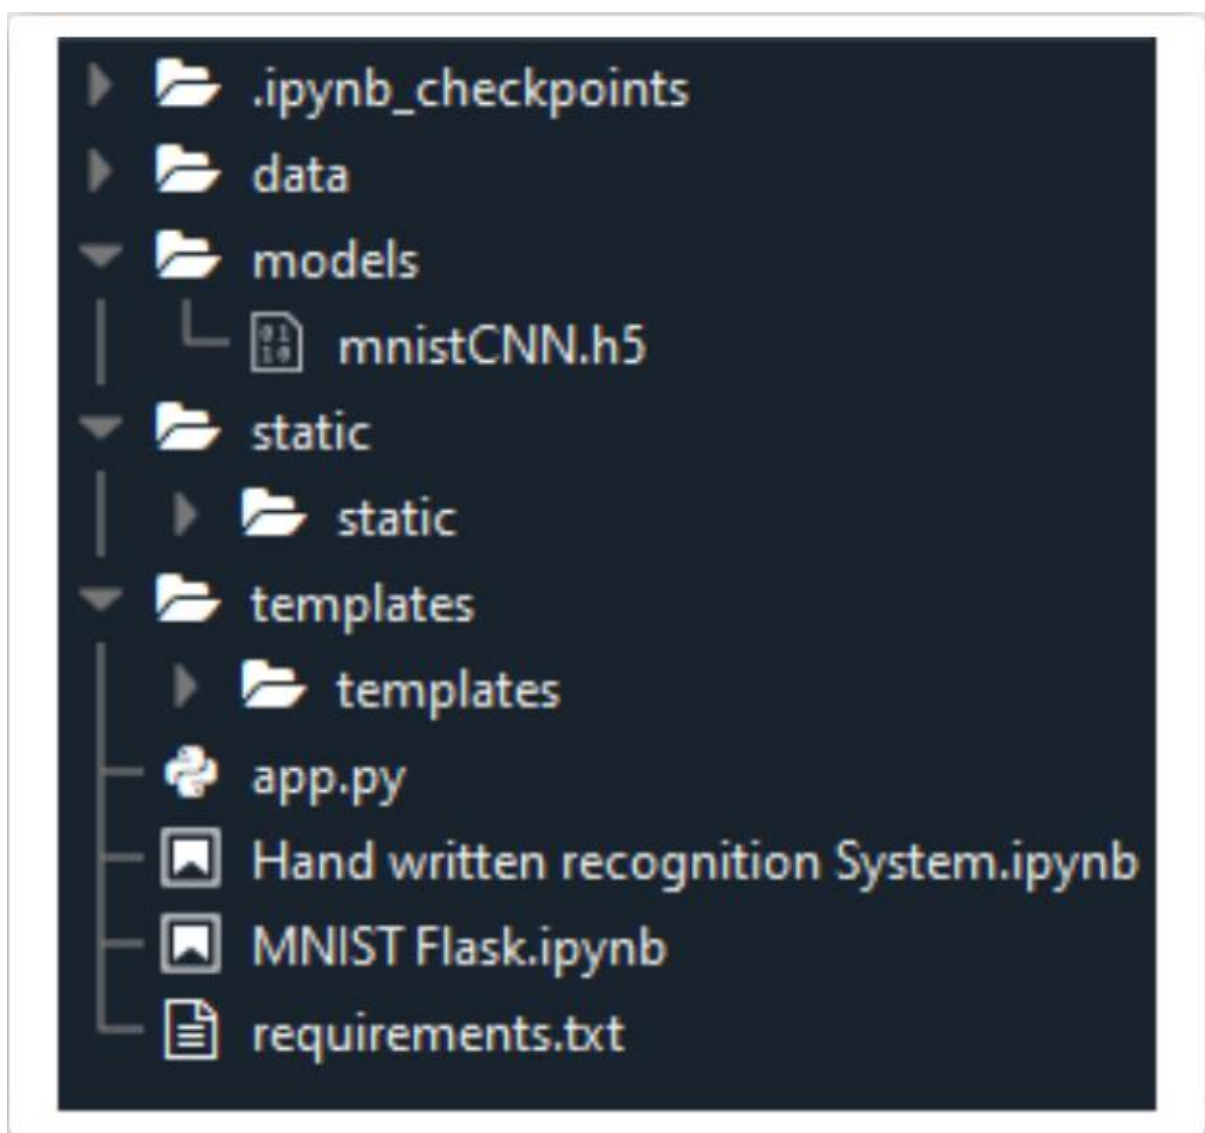 .ipynb_checkpoints
data
models
mnistCNN.h5
static
static
templates
templates
app.py
Hand written recognition System.ipynb
MNIST Flask.ipynb
requirements.txt